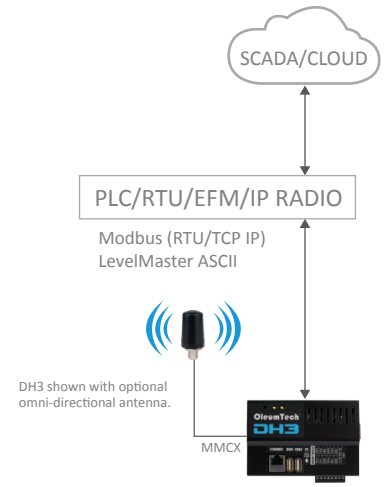 SCADA/CLOUD
PLC/RTU/EFM/IP RADIO
Modbus (RTU/TCP IP)
LevelMaster ASCII
DH3 shown with optional
omni-directional antenna.
MMCX
OleumTech
DH3
ETHERNET